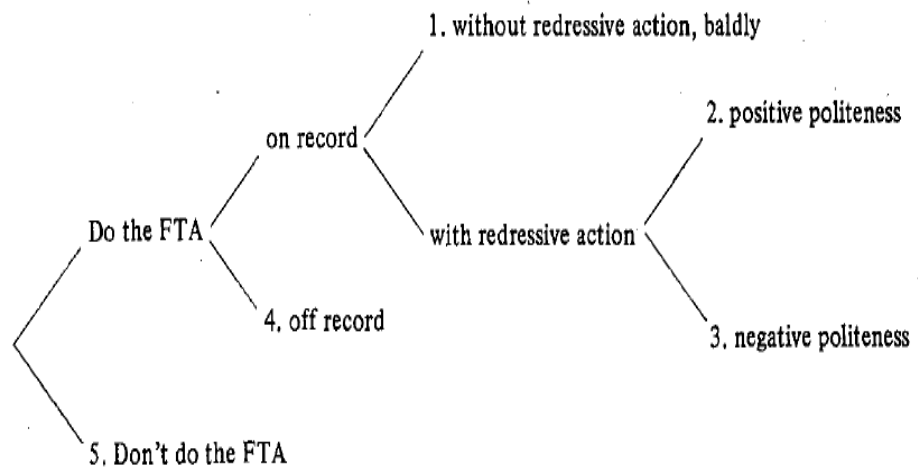 1. without redressive action, baldly
2. positive politeness
on record
Do the FTA
with redressive action
4. off record
3. negative politeness
5. Don't do the FTA